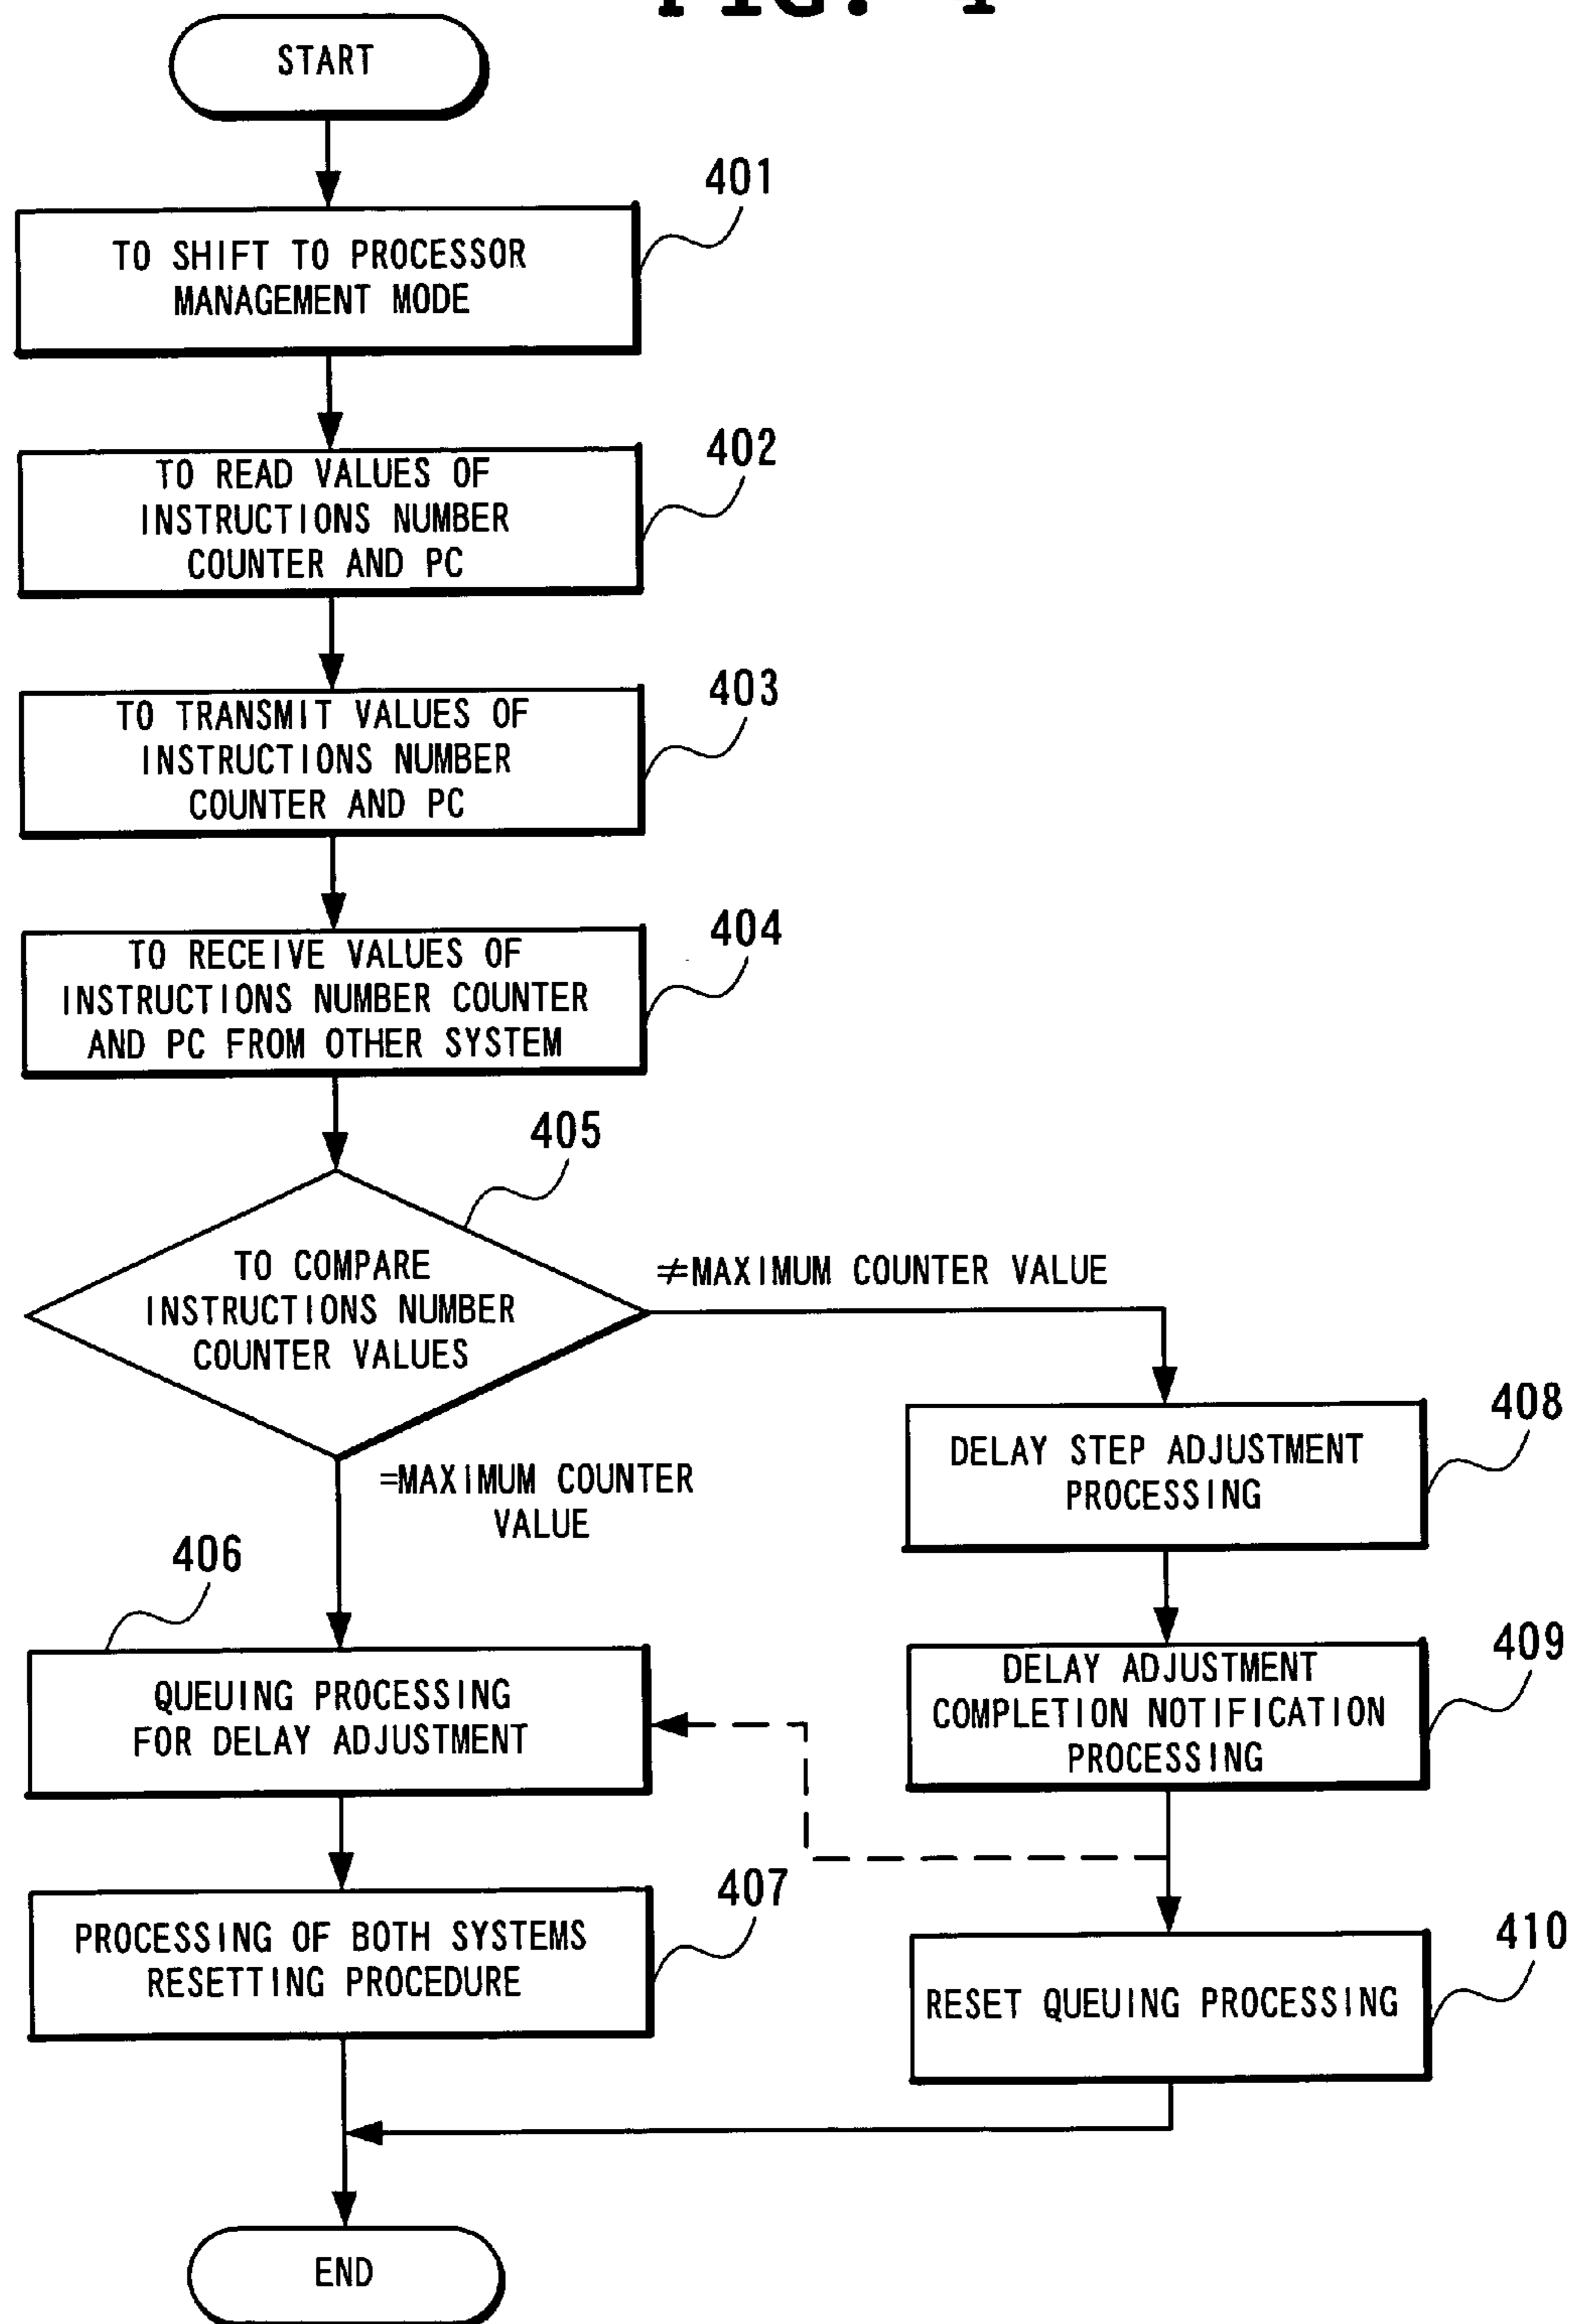 START
401
TO SHIFT TO PROCESSOR
MANAGEMENT MODE
402
TO READ VALUES OF
INSTRUCTIONS NUMBER
COUNTER AND PC
403
TO TRANSMIT VALUES OF
INSTRUCTIONS NUMBER
COUNTER AND PC
404
TO RECEIVE VALUES OF
INSTRUCTIONS NUMBER COUNTER
AND PC FROM OTHER SYSTEM
405
TO COMPARE
INSTRUCTIONS NUMBER
COUNTER VALUES
≠MAXIMUM COUNTER VALUE
=MAXIMUM COUNTER
VALUE
408
DELAY STEP ADJUSTMENT
PROCESSING
406
QUEUING PROCESSING
FOR DELAY ADJUSTMENT
409
DELAY ADJUSTMENT
COMPLETION NOTIFICATION
PROCESSING
407
PROCESSING OF BOTH SYSTEMS
RESETTING PROCEDURE
410
RESET QUEUING PROCESSING
END